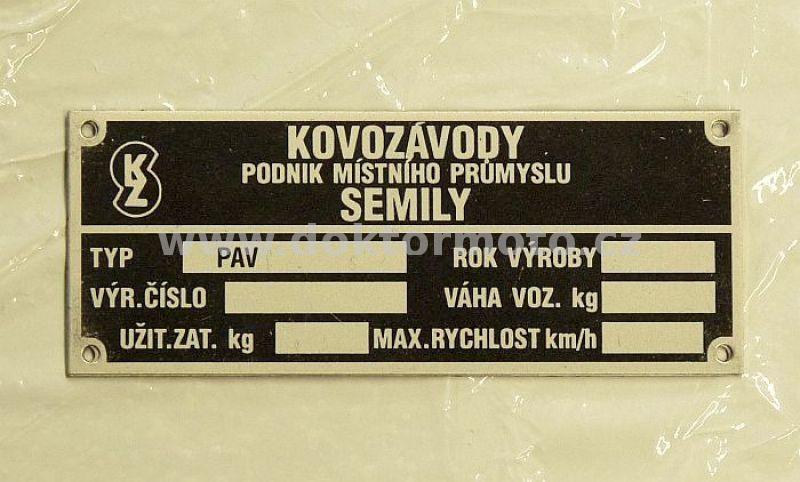 KZ
KOVOZÁVODY
PODNIK MÍSTNÍHO PRŮMYSLU
SEMILY
www.doktormoto.cz
TYP PAV ROK VÝROBY
VÝR.ČÍSLO VÁHA VOZ. kg
UŽIT.ZAT. kg MAX.RYCHLOST km/h